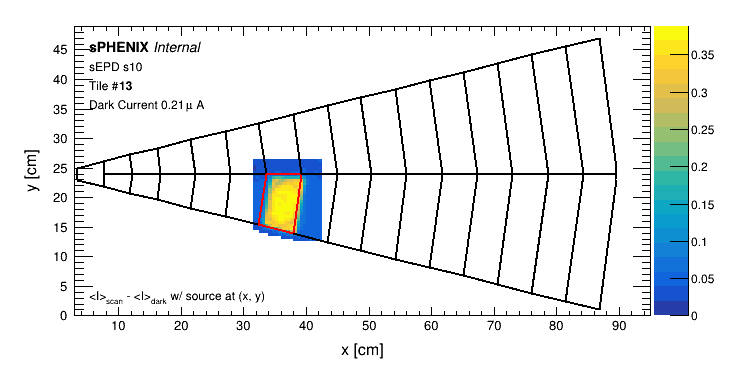 sPHENIX Internal
sEPD s10
Tile #13
Dark Current 0.21 μ A
<I>scan - <I>dark w/ source at (x, y)
y [cm]
45
40
35
30
25
20
15
10
5
0
10 20 30 40 50 60 70 80 90
x [cm]
0.35
0.3
0.25
0.2
0.15
0.1
0.05
0